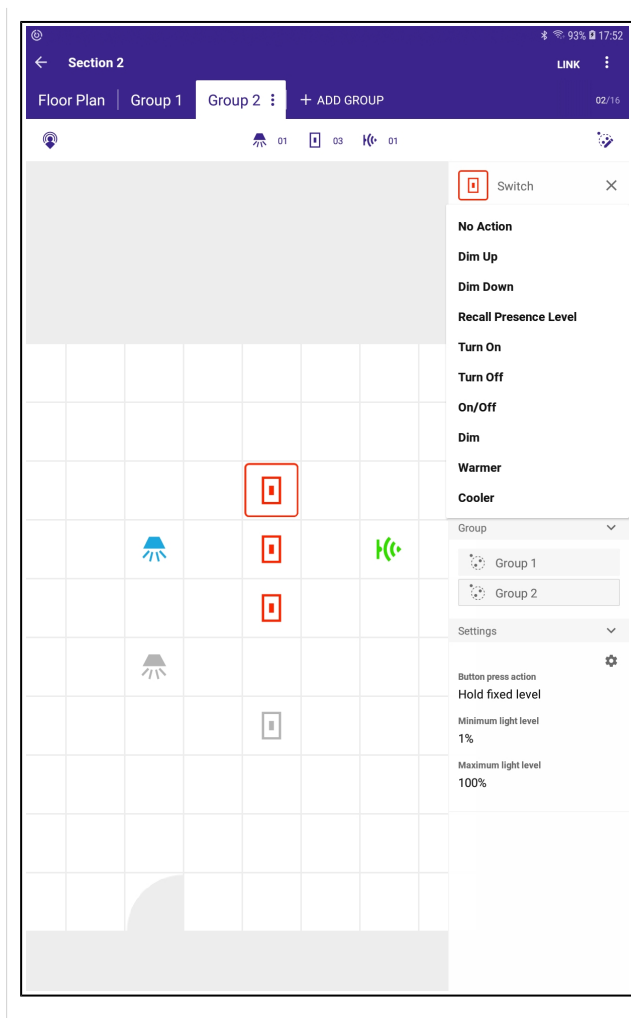 93% 17:52
Section 2 LINK
Floor Plan Group 1 Group 2 + ADD GROUP 02/16
01 03 01
Switch
No Action
Dim Up
Dim Down
Recall Presence Level
Turn On
Turn Off
On/Off
Dim
Warmer
Cooler
Group
Group 1
Group 2
Settings
Button press action
Hold fixed level
Minimum light level
1%
Maximum light level
100%